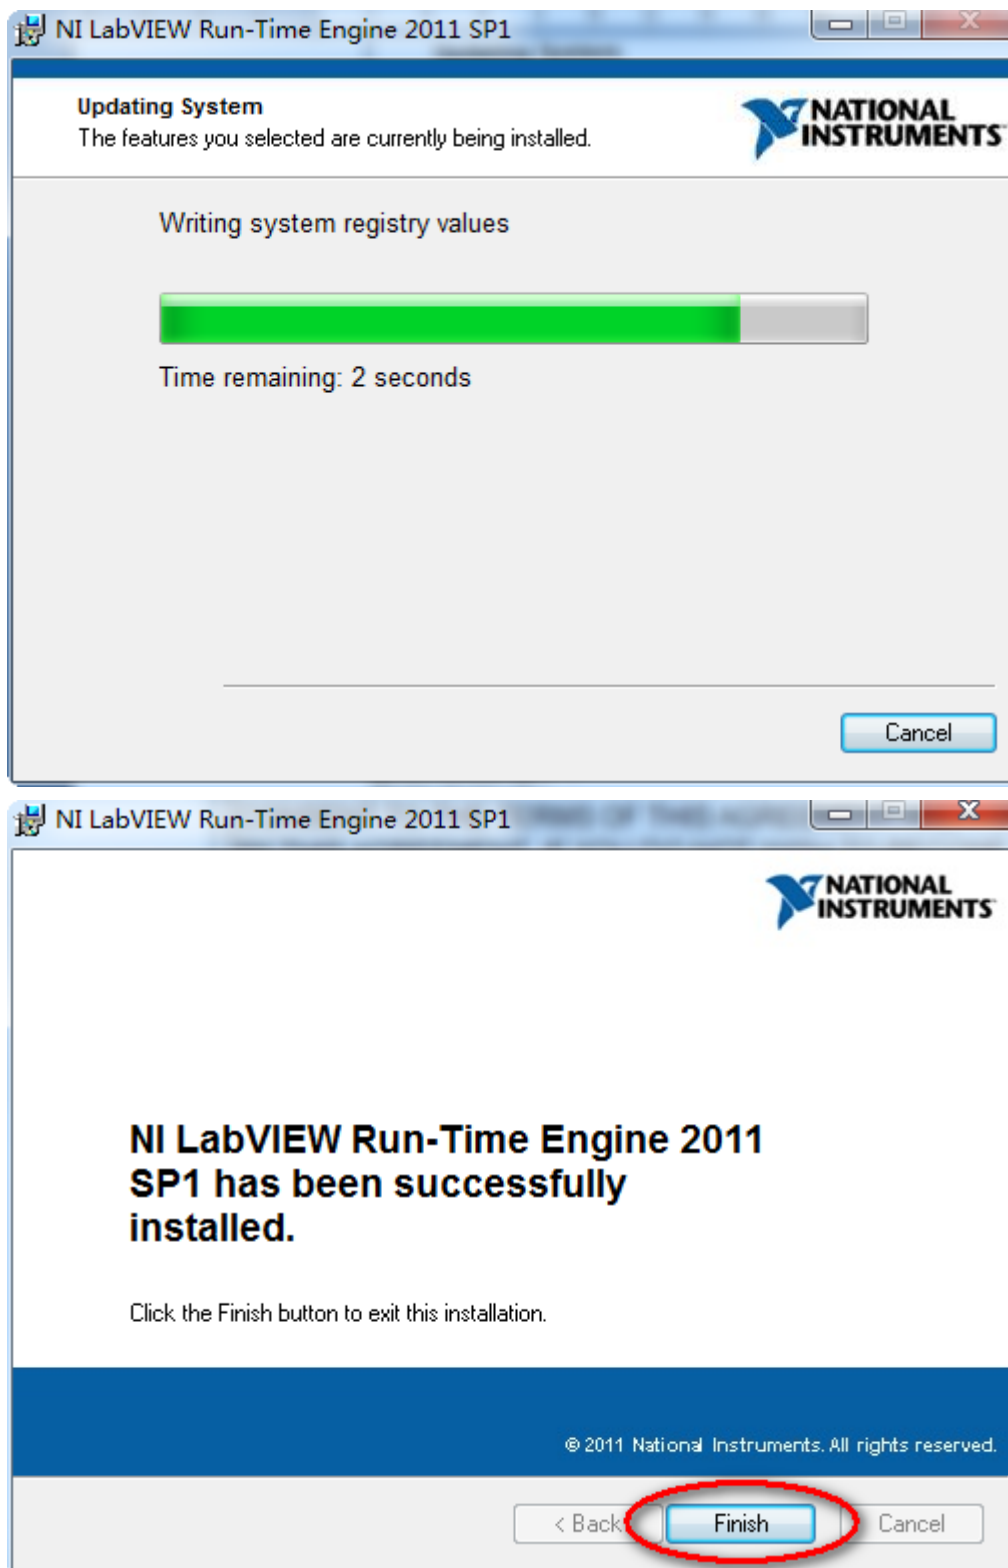 NI LabVIEW Run-Time Engine 2011 SP1
Updating System
The features you selected are currently being installed.
NATIONAL
INSTRUMENTS
Writing system registry values
Time remaining: 2 seconds
Cancel
NI LabVIEW Run-Time Engine 2011 SP1
NATIONAL
INSTRUMENTS
NI LabVIEW Run-Time Engine 2011
SP1 has been successfully
installed.
Click the Finish button to exit this installation.
© 2011 National Instruments. All rights reserved.
< Back Finish Cancel